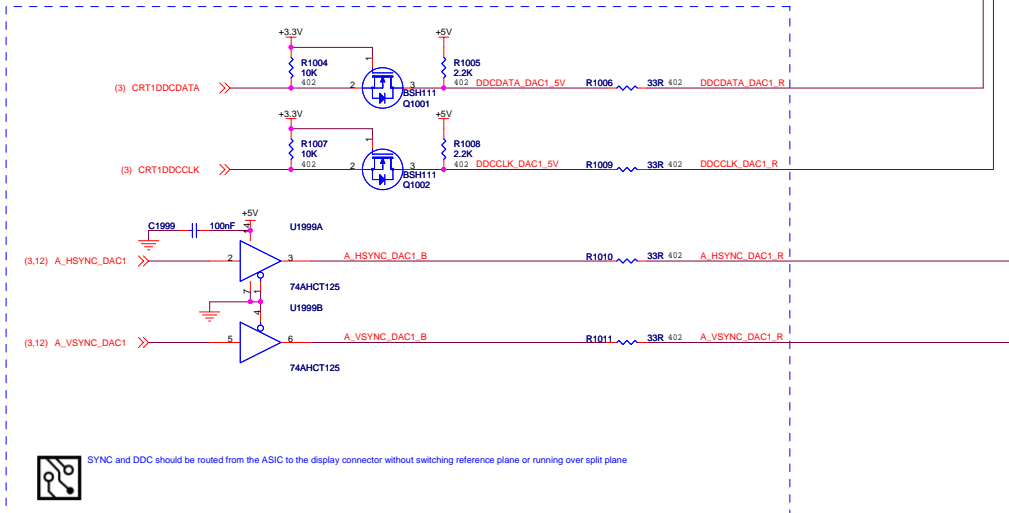 +3.3V
+5V
R1004
10K
402
1
2
3
BSH111
Q1001
R1005
2.2K
402
(3) CRT1DDCDATA
DDCDATA_DAC1_5V
R1006
33R 402
DDCDATA_DAC1_R
+3.3V
+5V
R1007
10K
402
1
2
3
BSH111
Q1002
R1008
2.2K
402
(3) CRT1DDCCLK
DDCCLK_DAC1_5V
R1009
33R 402
DDCCLK_DAC1_R
+5V
C1999
100nF
14
U1999A
(3,12) A_HSYNC_DAC1
2
3
A_HSYNC_DAC1_B
R1010
33R 402
A_HSYNC_DAC1_R
7
1
74AHCT125
4
U1999B
(3,12) A_VSYNC_DAC1
5
6
A_VSYNC_DAC1_B
R1011
33R 402
A_VSYNC_DAC1_R
74AHCT125
SYNC and DDC should be routed from the ASIC to the display connector without switching reference plane or running over split plane